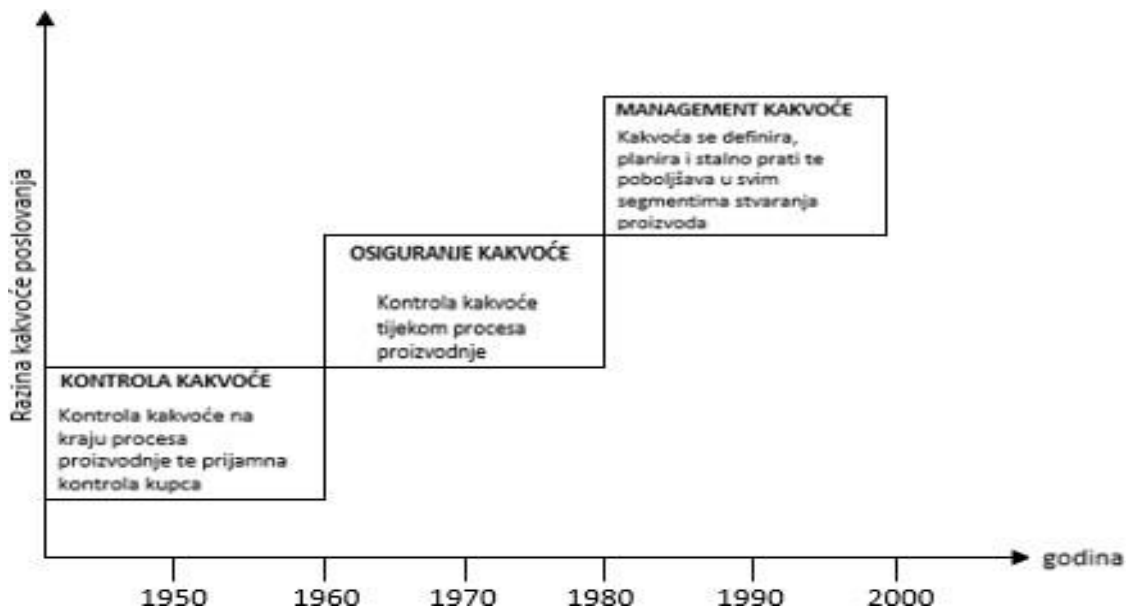 Razina kakvoće poslovanja
MANAGEMENT KAKVOĆE
Kakvoća se definira,
planira i stalno prati te
poboljšava u svim
segmentima stvaranja
proizvoda
OSIGURANJE KAKVOĆE
Kontrola kakvoće
tijekom procesa
proizvodnje
KONTROLA KAKVOĆE
Kontrola kakvoće na
kraju procesa
proizvodnje te prijamna
kontrola kupca
godina
1950 1960 1970 1980 1990 2000